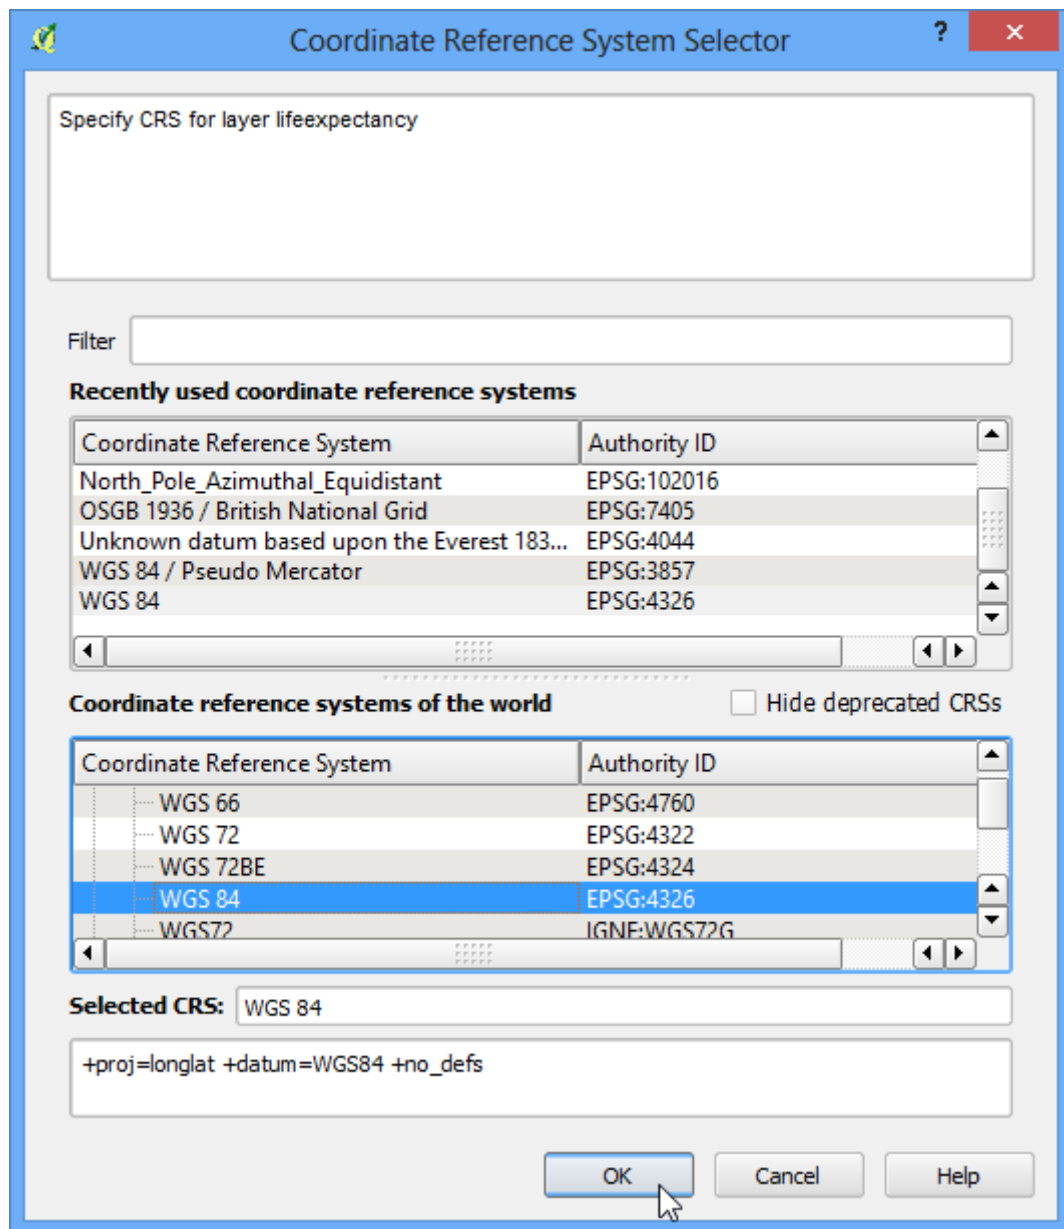 Coordinate Reference System Selector ? ×
Specify CRS for layer lifeexpectancy
Filter
Recently used coordinate reference systems
Coordinate Reference System Authority ID
North_Pole_Azimuthal_Equidistant EPSG:102016
OSGB 1936 / British National Grid EPSG:7405
Unknown datum based upon the Everest 183... EPSG:4044
WGS 84 / Pseudo Mercator EPSG:3857
WGS 84 EPSG:4326
Coordinate reference systems of the world Hide deprecated CRSs
Coordinate Reference System Authority ID
WGS 66 EPSG:4760
WGS 72 EPSG:4322
WGS 72BE EPSG:4324
WGS 84 EPSG:4326
WGS72 IGNF:WGS72G
Selected CRS: WGS 84
+proj=longlat +datum=WGS84 +no_defs
OK Cancel Help